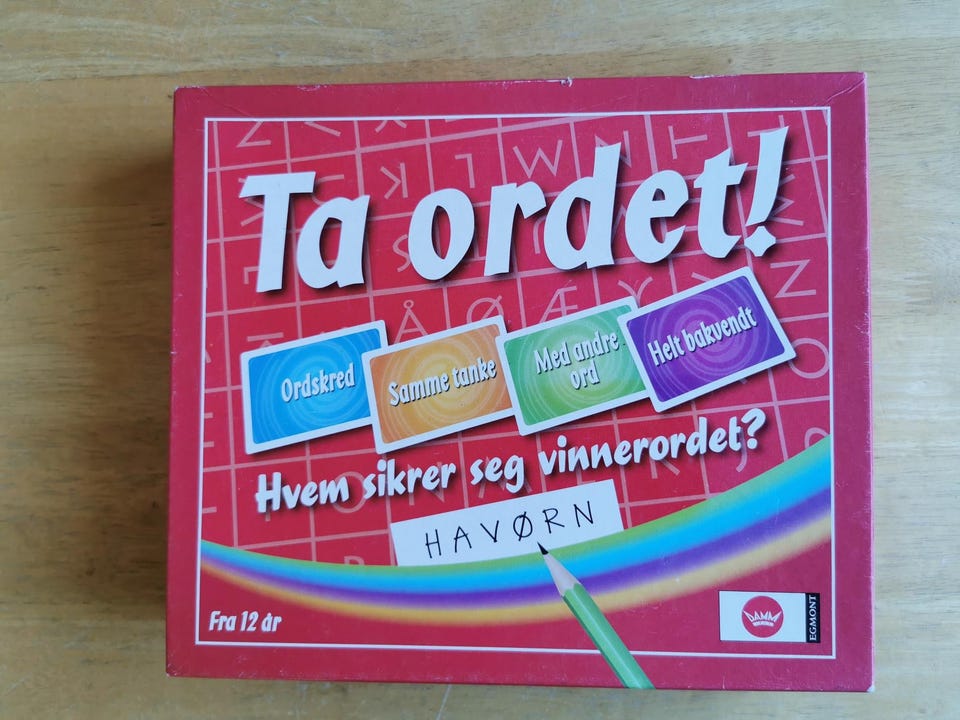 Ta ordet!
Ordskred
Samme tanke
Med andre
ord
Helt bakvendt
Hvem sikrer seg vinnerordet?
HAVØRN
Fra 12 år
DAMM
EGMONT